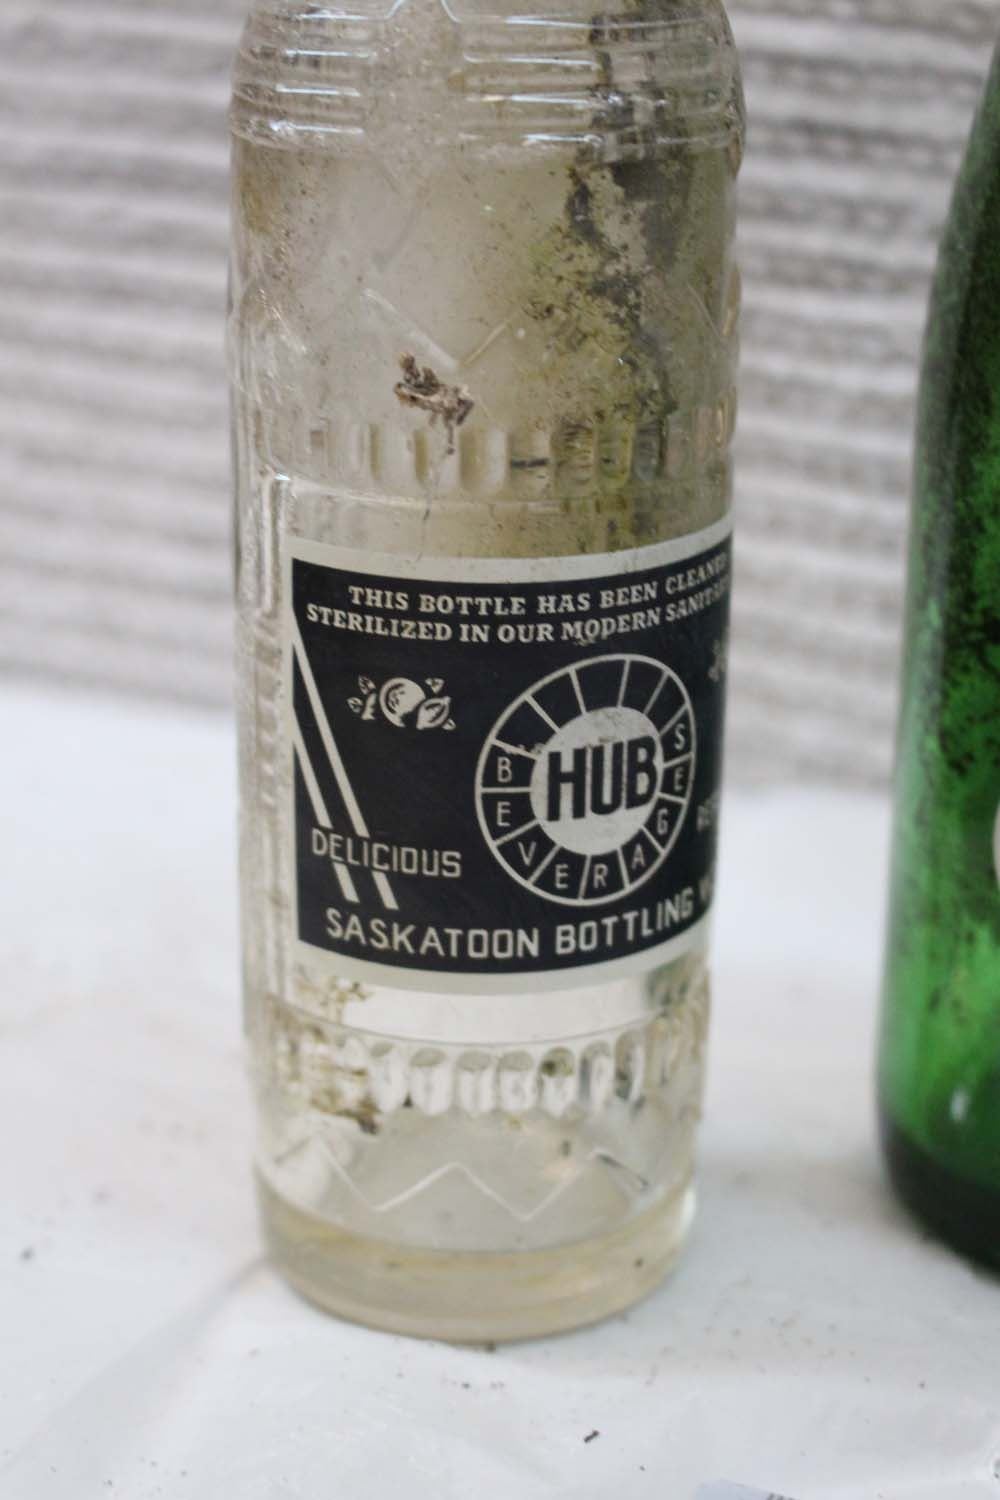 THIS BOTTLE HAS BEEN CLEANED
STERILIZED IN OUR MODERN
HUB
BEVERAGES
DELICIOUS
SASKATOON BOTTLING